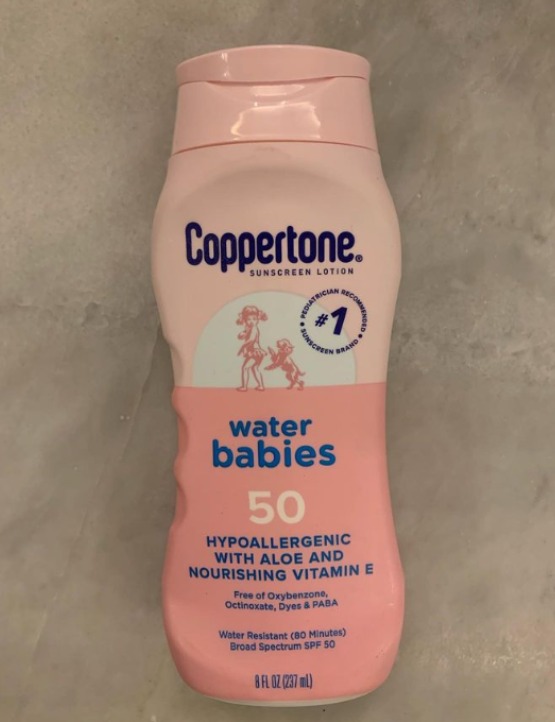 Coppertone®
SUNSCREEN LOTION
PEDIATRICIAN RECOMMENDED
#1
SUNSCREEN BRAND
water
babies
50
HYPOALLERGENIC
WITH ALOE AND
NOURISHING VITAMIN E
Free of Oxybenzone,
Octinoxate, Dyes & PABA
Water Resistant (80 Minutes)
Broad Spectrum SPF 50
8 FL OZ (237 mL)